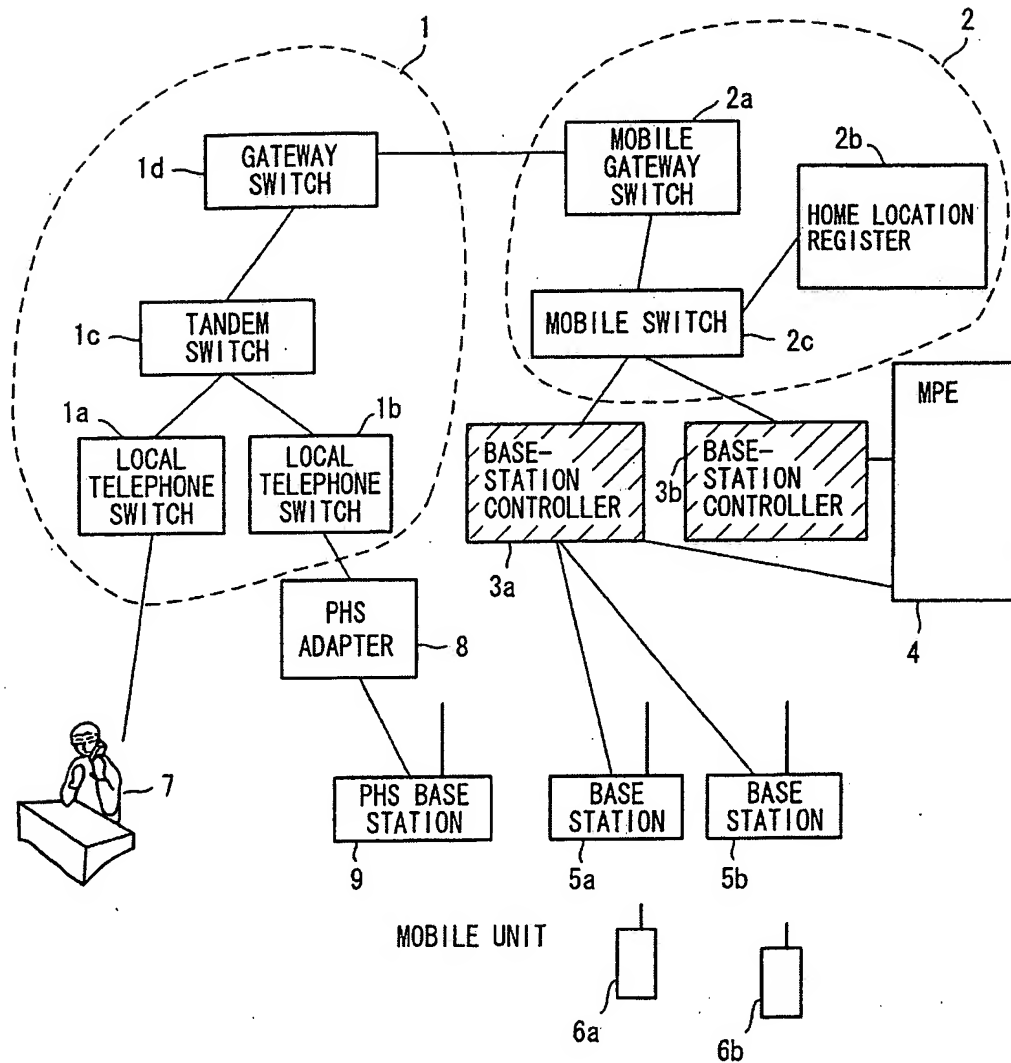 1
2
2a
1d
GATEWAY
SWITCH
MOBILE
GATEWAY
SWITCH
2b
HOME LOCATION
REGISTER
1c
TANDEM
SWITCH
MOBILE SWITCH
2c
1a
1b
LOCAL
TELEPHONE
SWITCH
LOCAL
TELEPHONE
SWITCH
BASE-
STATION
CONTROLLER
3a
3b
BASE-
STATION
CONTROLLER
MPE
4
PHS
ADAPTER
8
7
PHS BASE
STATION
9
BASE
STATION
5a
BASE
STATION
5b
MOBILE UNIT
6a
6b